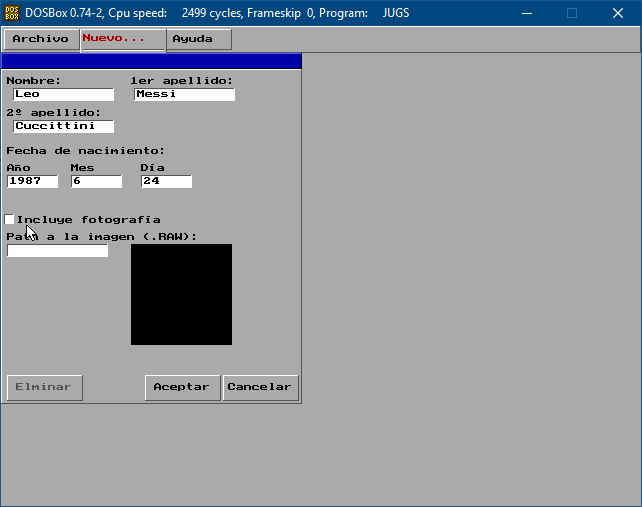 DOS BOX DOSBox 0.74-2, Cpu speed: 2499 cycles, Frameskip 0, Program: JUGS
Archivo Nuevo... Ayuda
Nombre: 1er apellido:
Leo Messi
2º apellido:
Cuccittini
Fecha de nacimiento:
Año Mes Día
1987 6 24
Incluye fotografía
Path a la imagen (.RAW):
Elminar Aceptar Cancelar